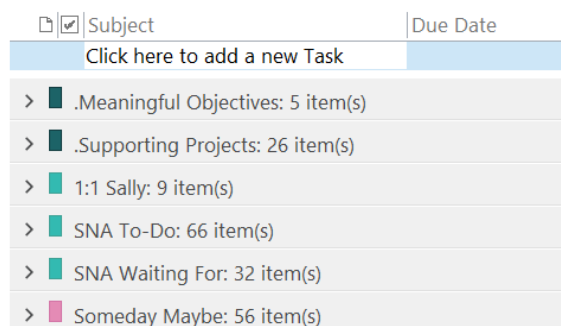 Subject Due Date
Click here to add a new Task
.Meaningful Objectives: 5 item(s)
.Supporting Projects: 26 item(s)
1:1 Sally: 9 item(s)
SNA To-Do: 66 item(s)
SNA Waiting For: 32 item(s)
Someday Maybe: 56 item(s)